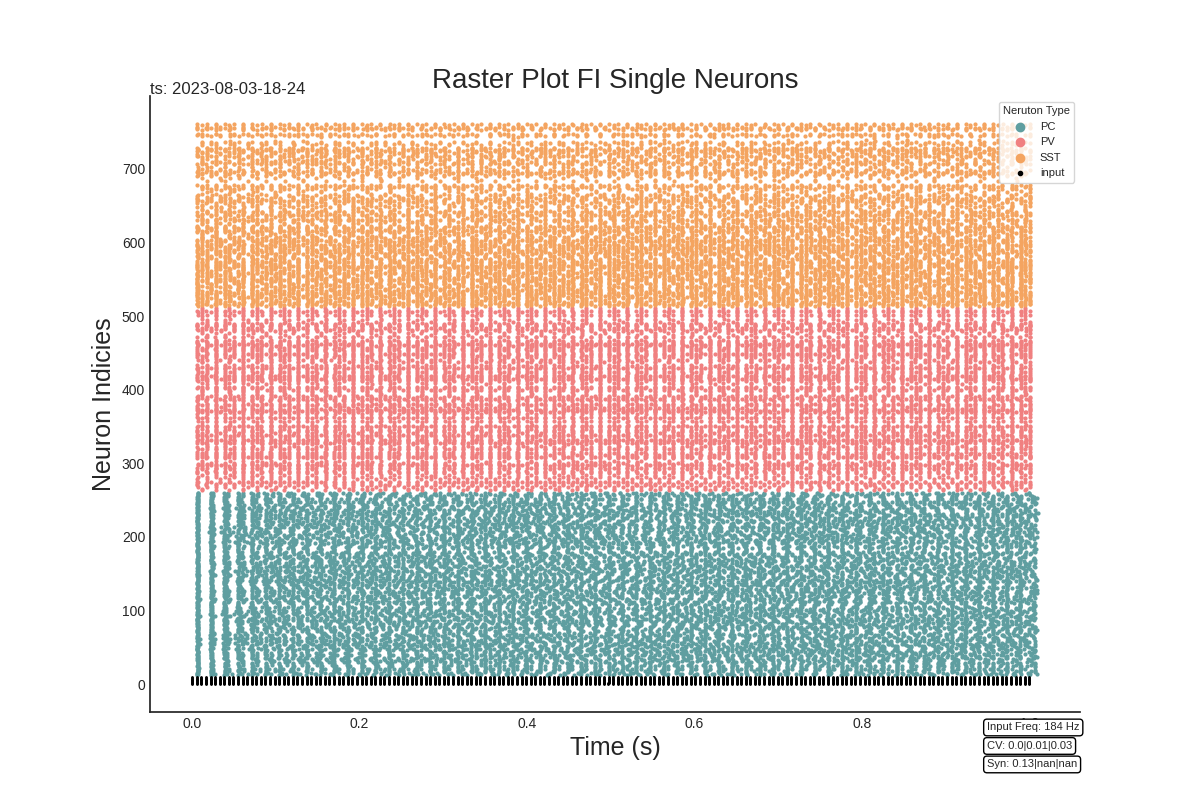 Raster Plot FI Single Neurons
ts: 2023-08-03-18-24
Neruton Type
PC
PV
SST
input
Neuron Indicies
700
600
500
400
300
200
100
0
0.0 0.2 0.4 0.6 0.8
Time (s)
Input Freq: 184 Hz
CV: 0.0|0.01|0.03
Syn: 0.13|nan|nan